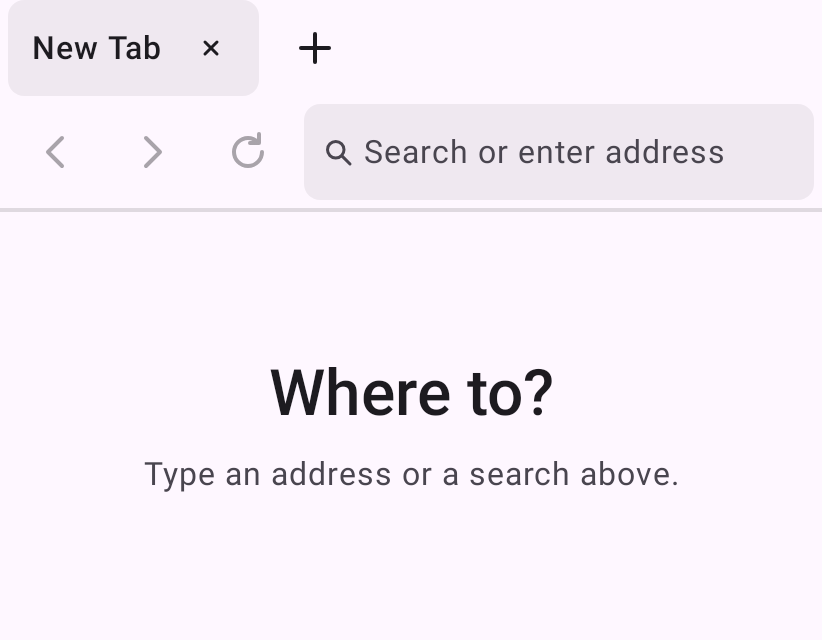 New Tab
Search or enter address
Where to?
Type an address or a search above.